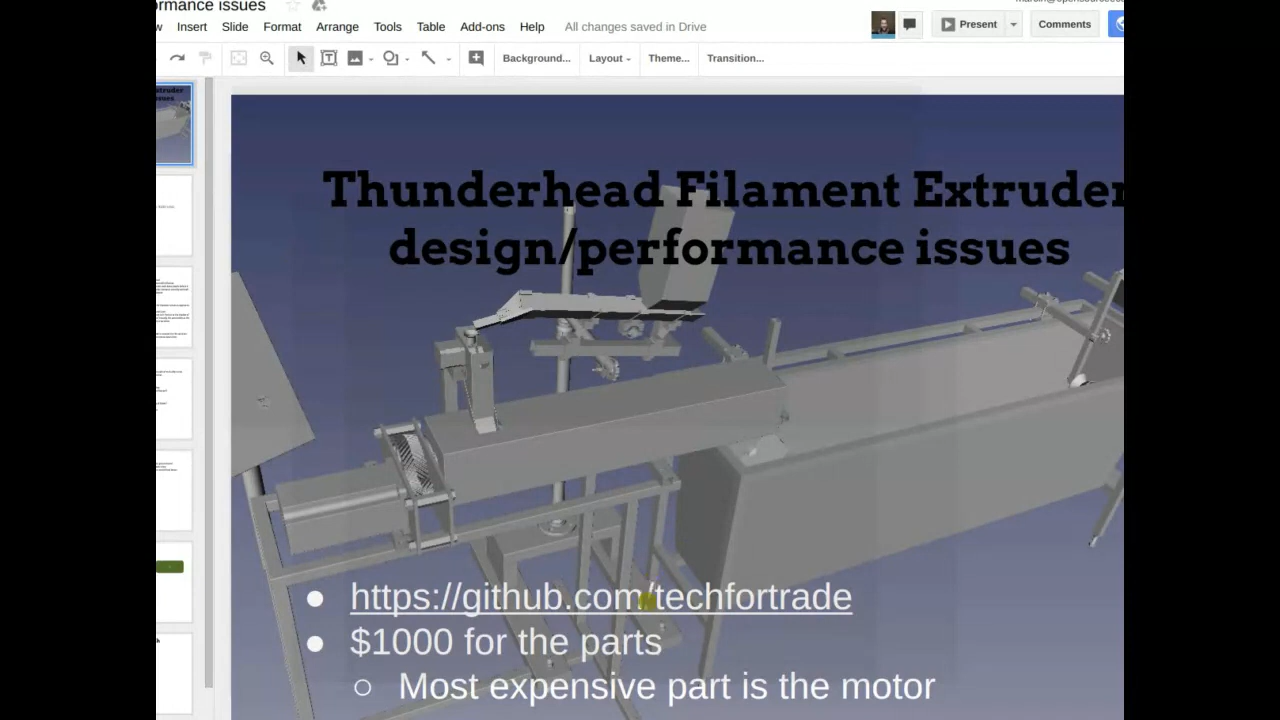 rmance issues
w Insert Slide Format Arrange Tools Table Add-ons Help All changes saved in Drive Present Comments
Background... Layout Theme... Transition...
Thunderhead Filament Extruder
design/performance issues
https://github.com/techfortrade
$1000 for the parts
Most expensive part is the motor